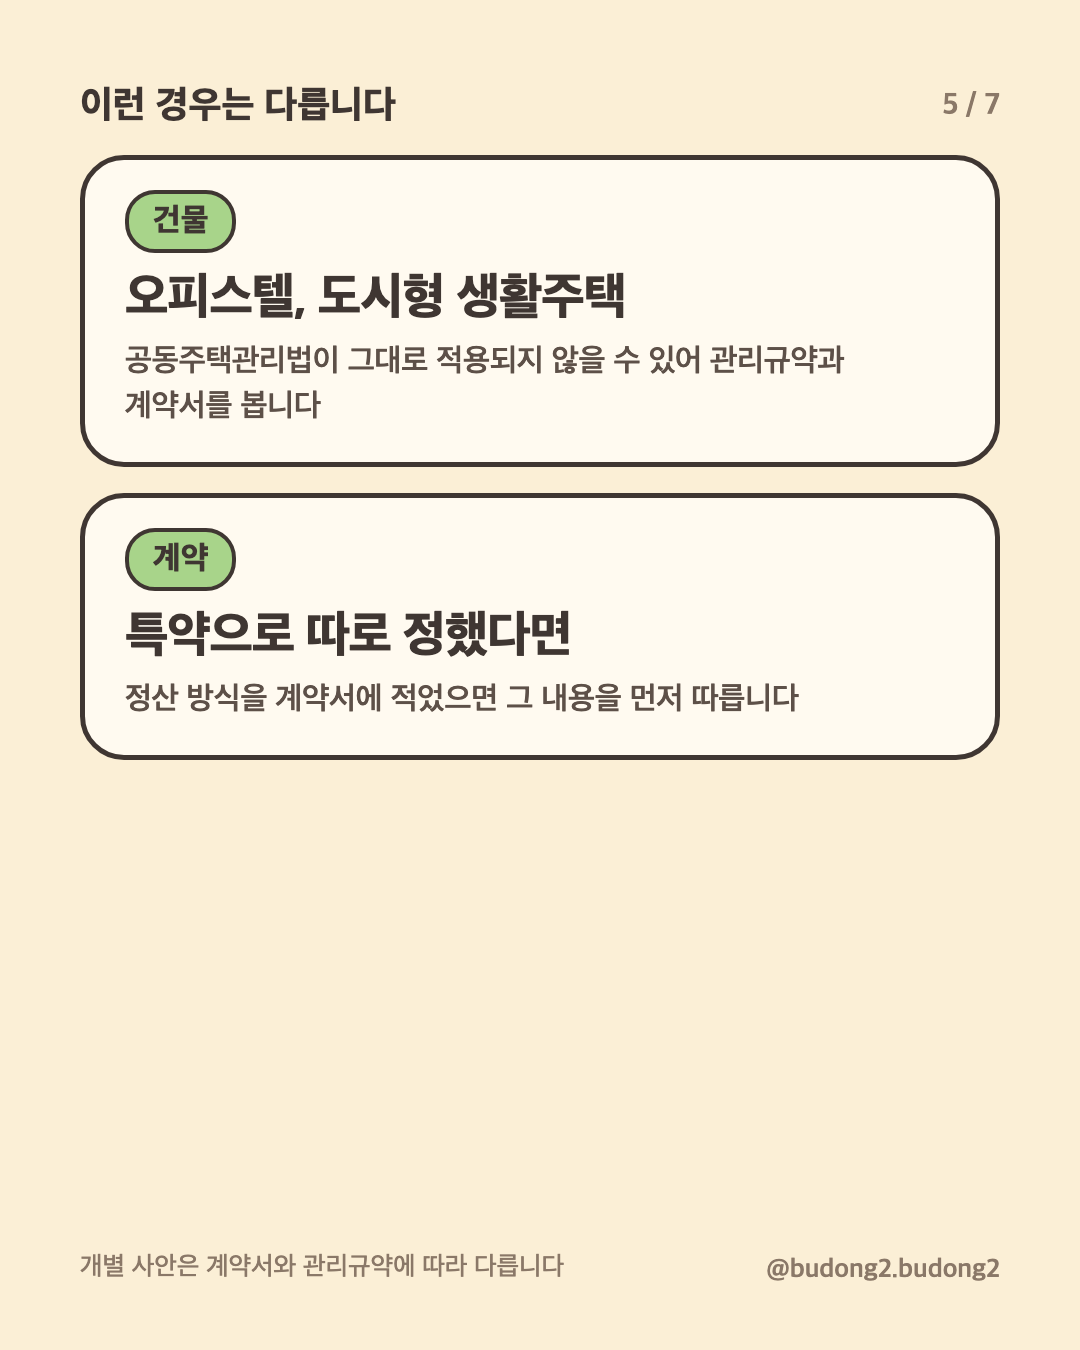 이런 경우는 다릅니다
5 / 7
건물
오피스텔, 도시형 생활주택
공동주택관리법이 그대로 적용되지 않을 수 있어 관리규약과
계약서를 봅니다
계약
특약으로 따로 정했다면
정산 방식을 계약서에 적었으면 그 내용을 먼저 따릅니다
개별 사안은 계약서와 관리규약에 따라 다릅니다
@budong2.budong2